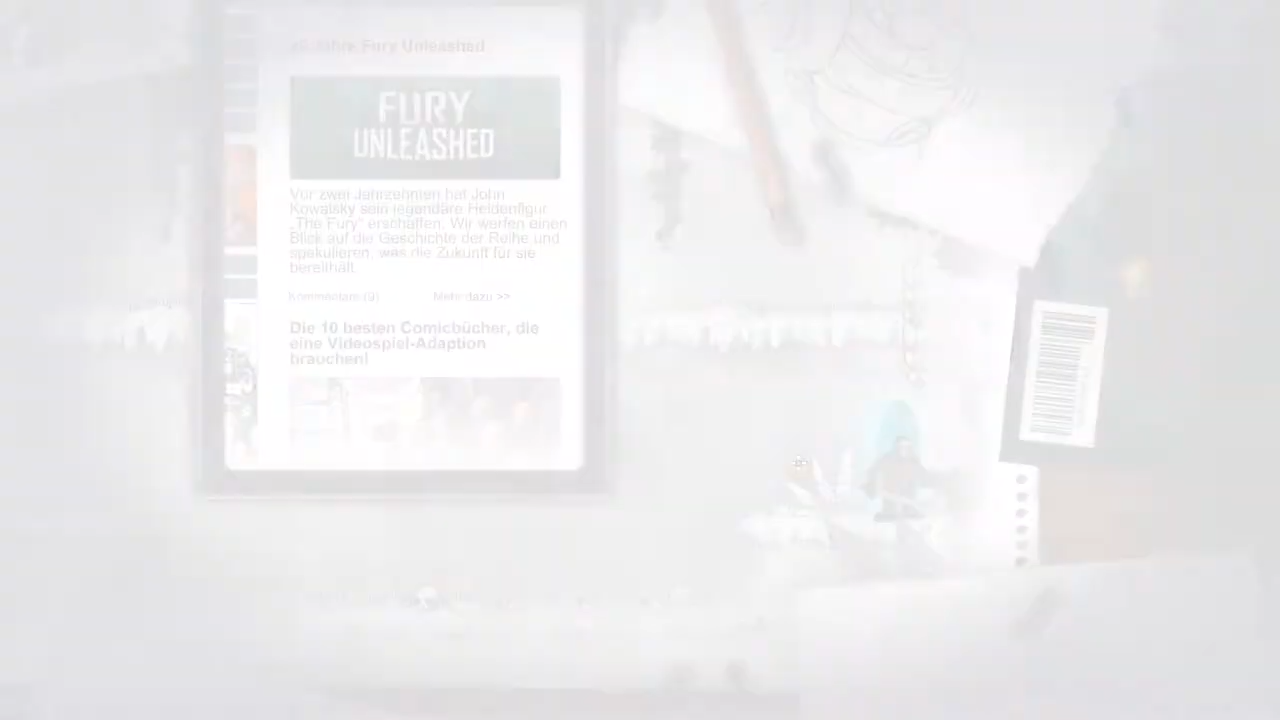 20 Jahre Fury Unleashed
FURY
UNLEASHED
Vor zwei Jahrzehnten hat John
Kowalsky sein legendäre Heldenfigur
„The Fury" erschaffen. Wir werfen einen
Blick auf die Geschichte der Reihe und
spekulieren, was die Zukunft für sie
bereithält.
Kommentare (9) Mehr dazu >>
Die 10 besten Comicbücher, die
eine Videospiel-Adaption
brauchen!